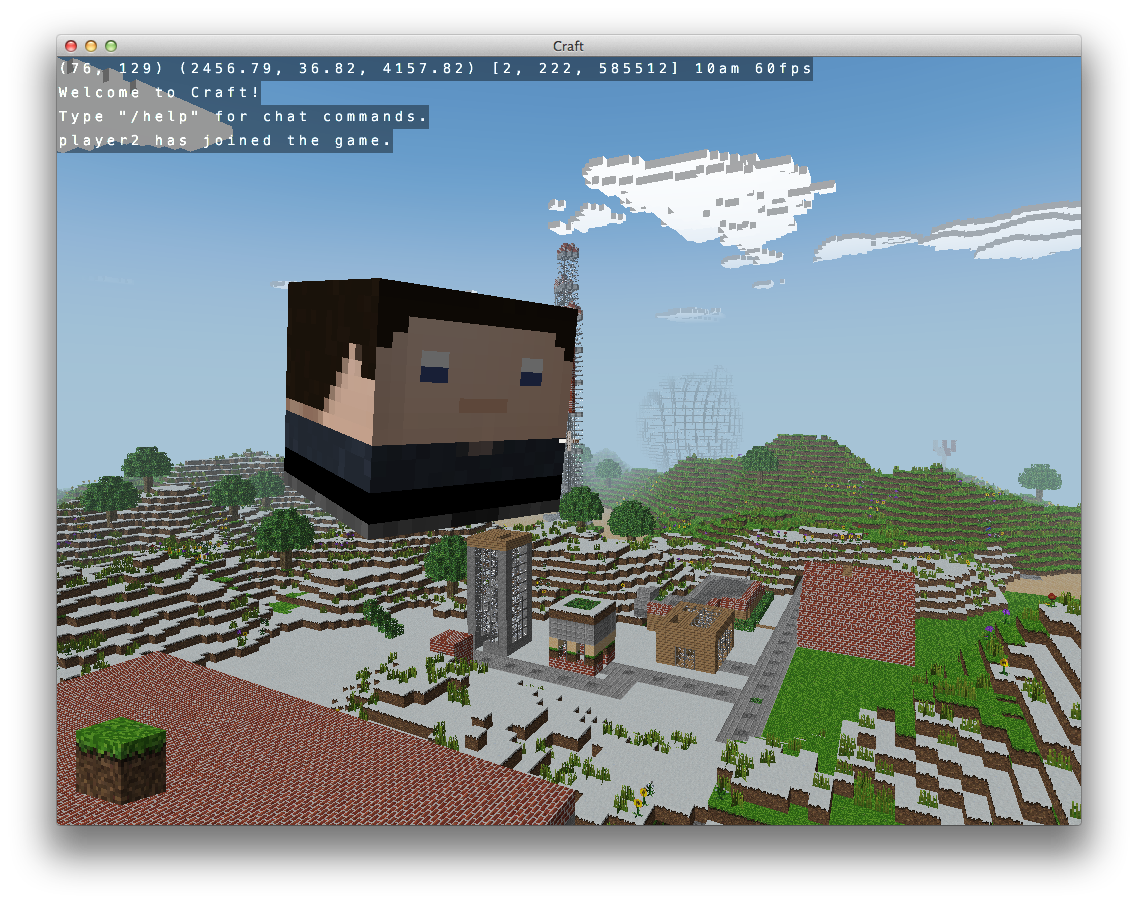 Craft
(76, 129) (2456.79, 36.82, 4157.82) [2, 222, 585512] 10am 60fps
Welcome to Craft!
Type "/help" for chat commands.
player2 has joined the game.